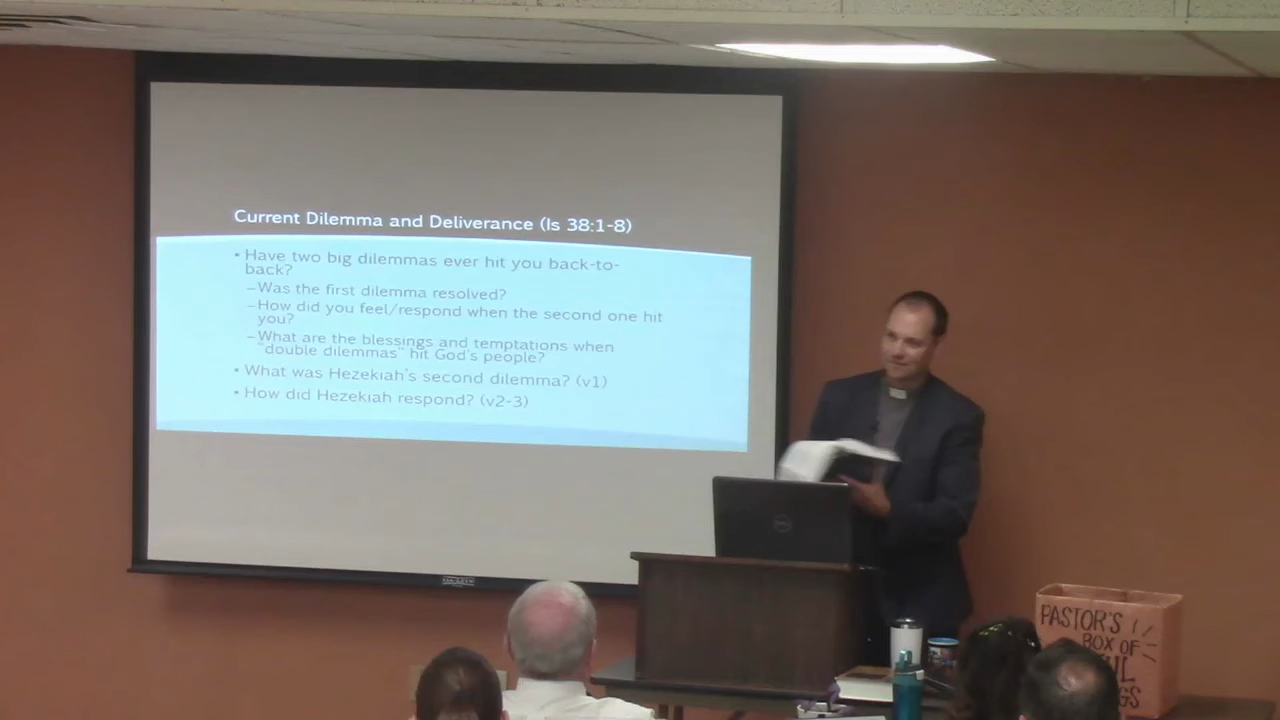 Current Dilemma and Deliverance (Is 38:1-8)
• Have two big dilemmas ever hit you back-to-
back?
–Was the first dilemma resolved?
–How did you feel/respond when the second one hit
you?
–What are the blessings and temptations when
"double dilemmas" hit God's people?
• What was Hezekiah's second dilemma? (v1)
• How did Hezekiah respond? (v2-3)
DELL
PASTOR'S
BOX OF